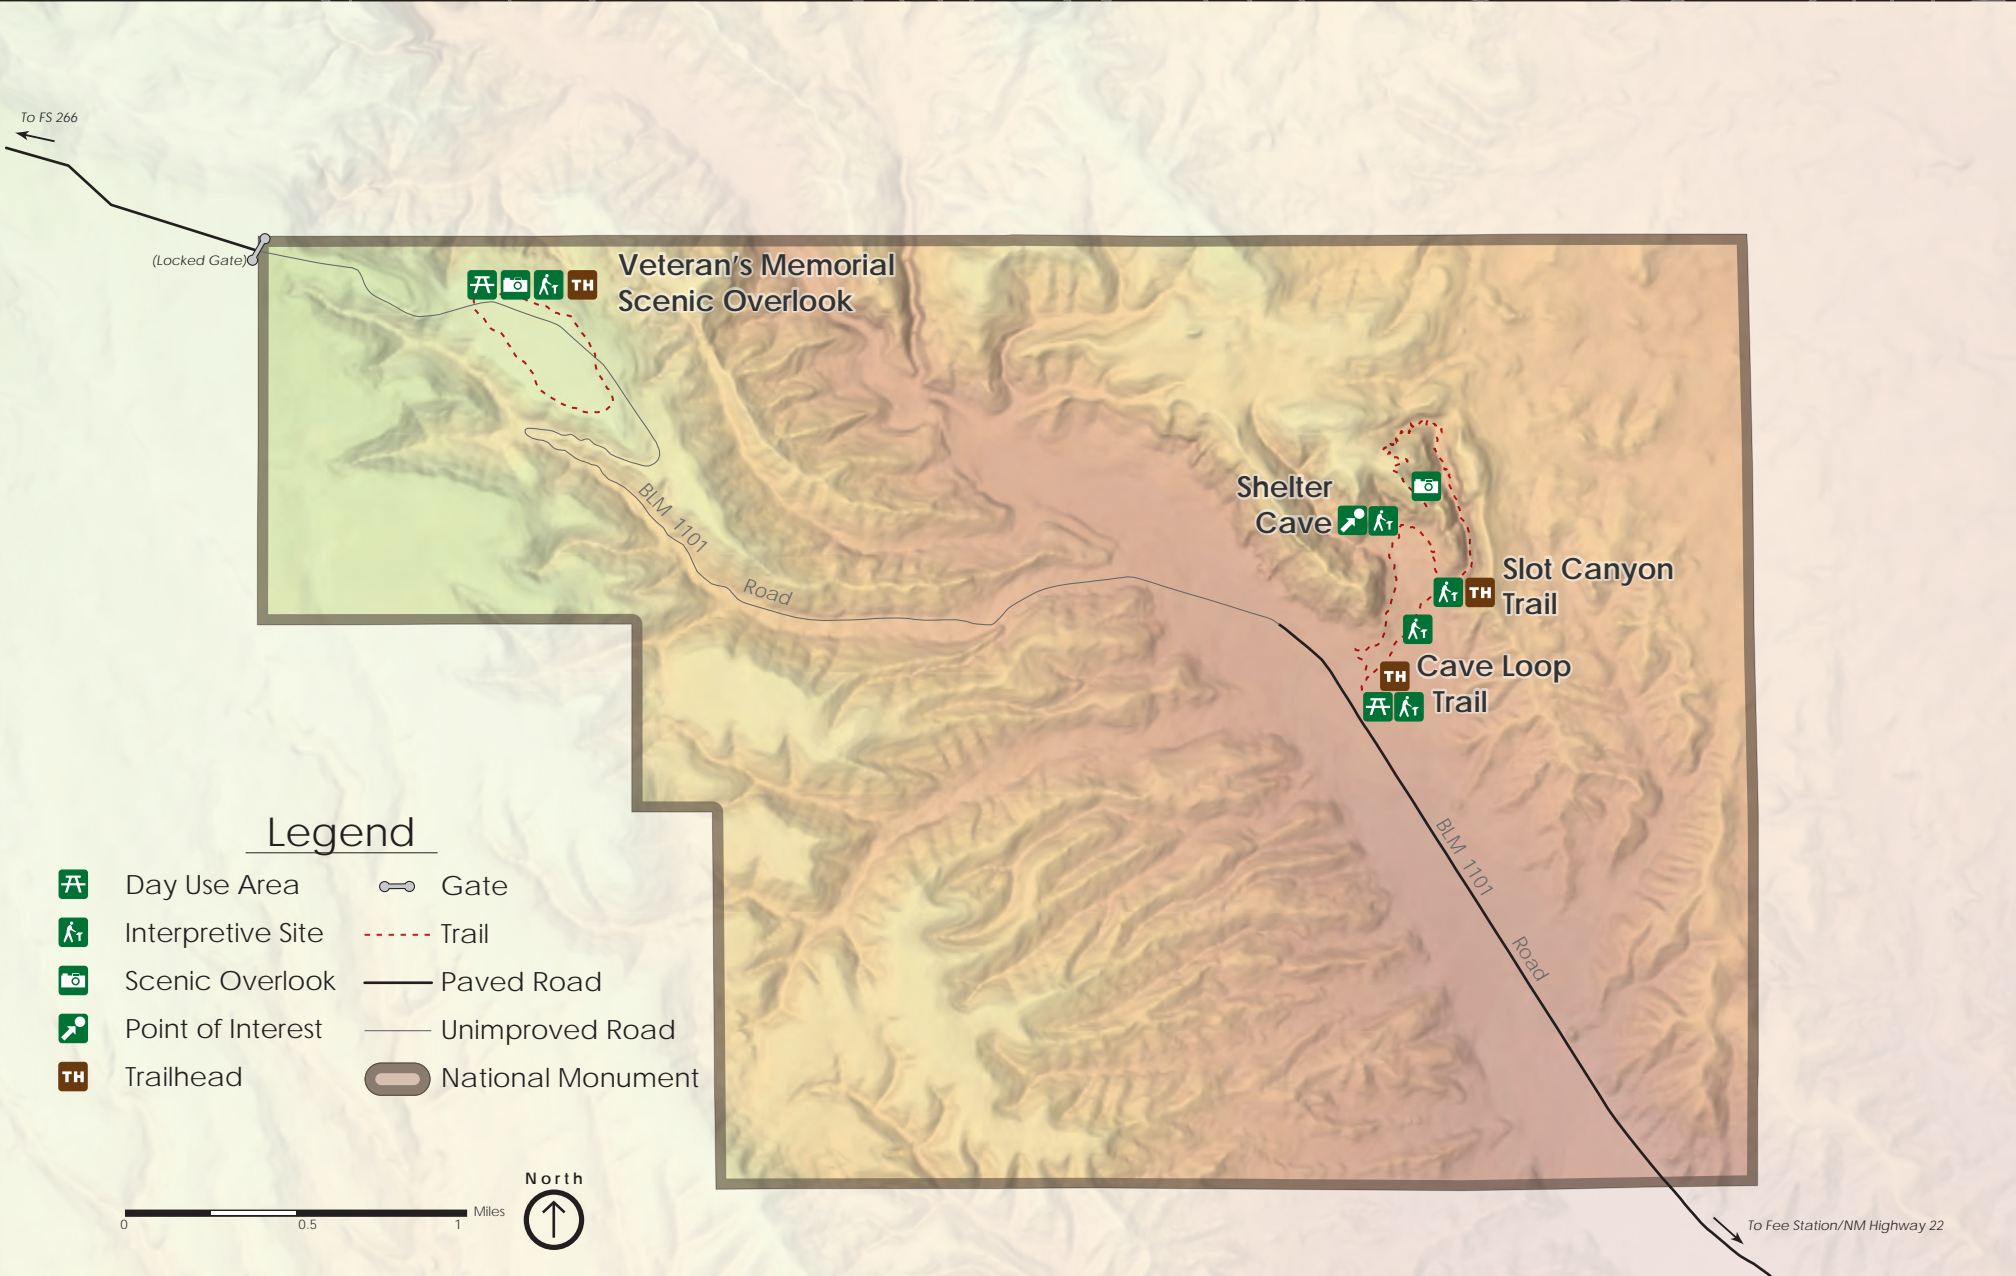 To FS 266
(Locked Gate)
TH
Veteran's Memorial
Scenic Overlook
BLM 1101
Road
Shelter
Cave
Slot Canyon
Trail
TH
Cave Loop
Trail
TH
BLM 1101
Road
Legend
Day Use Area
Gate
Interpretive Site
Trail
Scenic Overlook
Paved Road
Point of Interest
Unimproved Road
TH
Trailhead
National Monument
North
Miles
0
0.5
1
To Fee Station/NM Highway 22